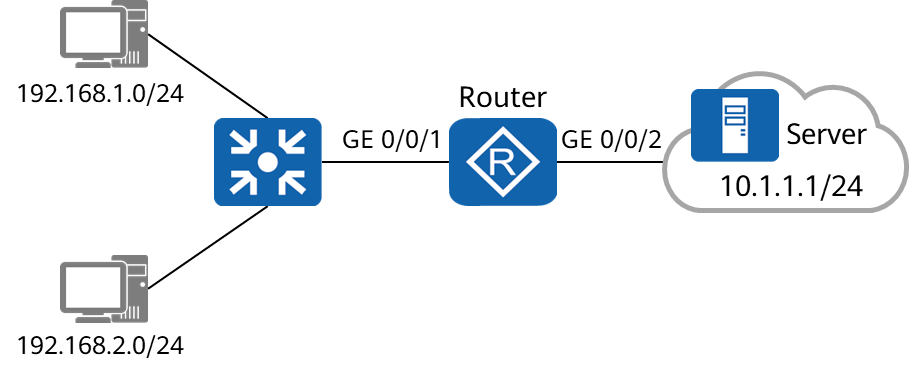 192.168.1.0/24
Router
GE 0/0/1
R
GE 0/0/2
Server
10.1.1.1/24
192.168.2.0/24